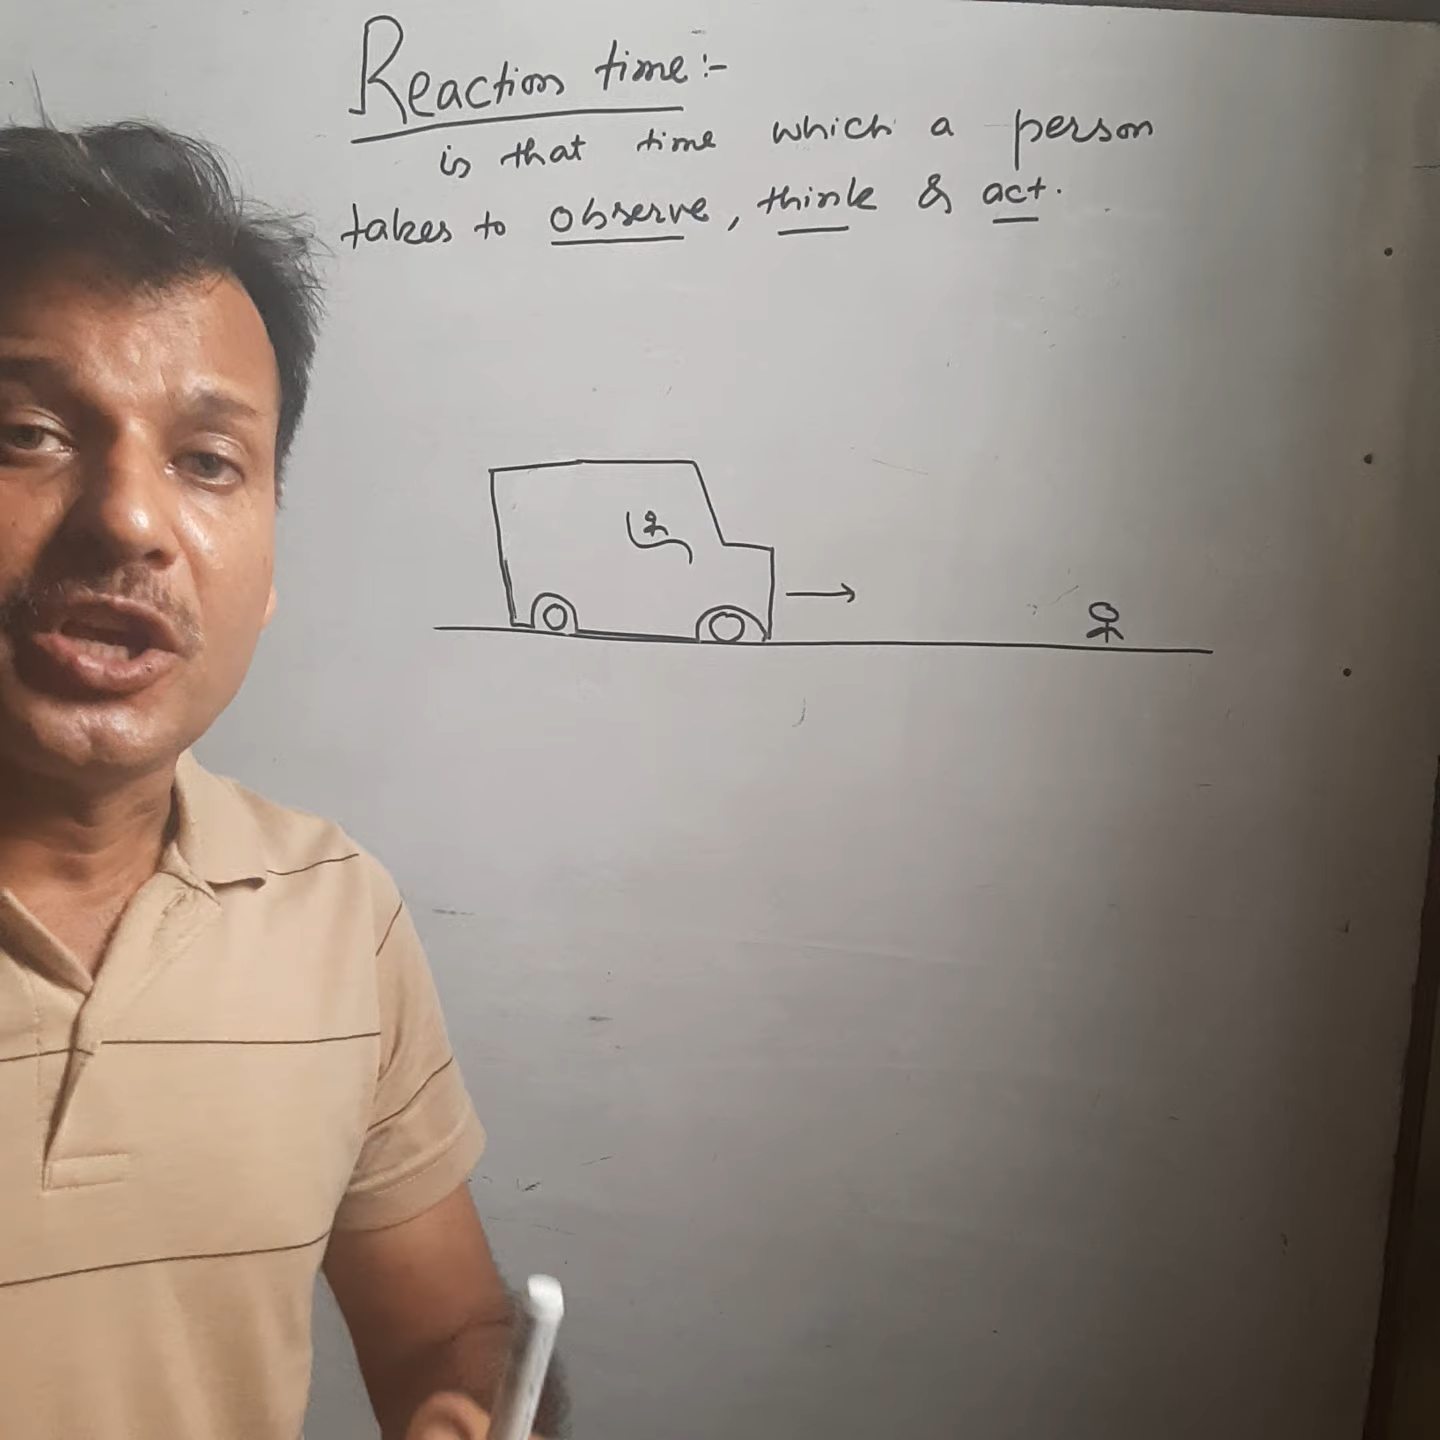 Reaction time:-
is that time which a person
takes to observe, think & act.